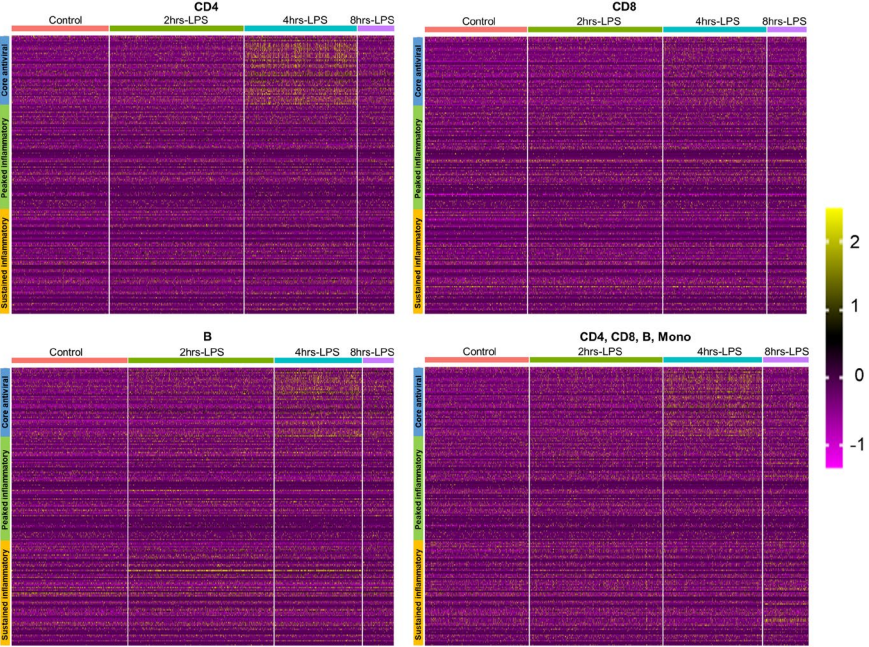 CD4
Control 2hrs-LPS 4hrs-LPS 8hrs-LPS
Core antiviral
Peaked inflammatory
Sustained inflammatory
CD8
Control 2hrs-LPS 4hrs-LPS 8hrs-LPS
Core antiviral
Peaked inflammatory
Sustained inflammatory
2
1
0
-1
B
Control 2hrs-LPS 4hrs-LPS 8hrs-LPS
Core antiviral
Peaked inflammatory
Sustained inflammatory
CD4, CD8, B, Mono
Control 2hrs-LPS 4hrs-LPS 8hrs-LPS
Core antiviral
Peaked inflammatory
Sustained inflammatory